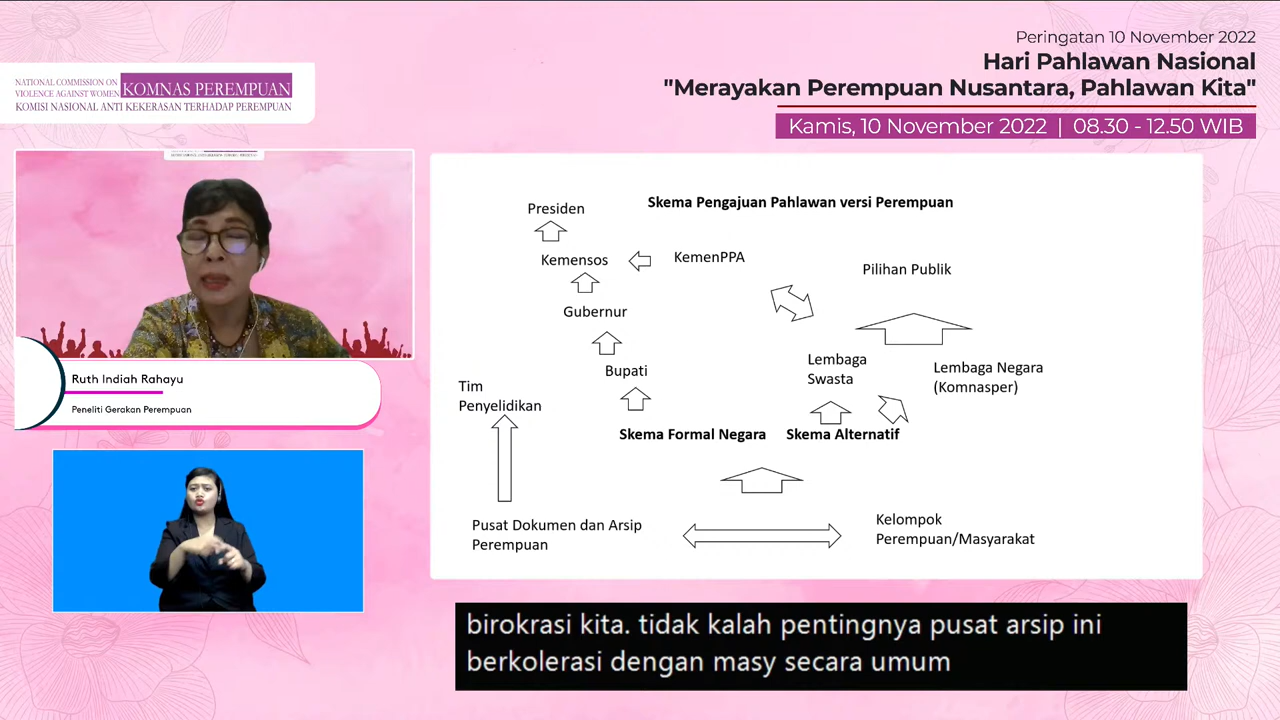 Peringatan 10 November 2022
Hari Pahlawan Nasional
"Merayakan Perempuan Nusantara, Pahlawan Kita"
Kamis, 10 November 2022 | 08.30 - 12.50 WIB
NATIONAL COMMISSION ON
VIOLENCE AGAINST WOMEN
KOMNAS PEREMPUAN
KOMISI NASIONAL ANTI KEKERASAN TERHADAP PEREMPUAN
Ruth Indiah Rahayu
Peneliti Gerakan Perempuan
Skema Pengajuan Pahlawan versi Perempuan
Presiden
Kemensos
KemenPPA
Pilihan Publik
Gubernur
Bupati
Lembaga
Swasta
Lembaga Negara
(Komnasper)
Tim
Penyelidikan
Skema Formal Negara
Skema Alternatif
Pusat Dokumen dan Arsip
Perempuan
Kelompok
Perempuan/Masyarakat
birokrasi kita. tidak kalah pentingnya pusat arsip ini
berkolerasi dengan masy secara umum